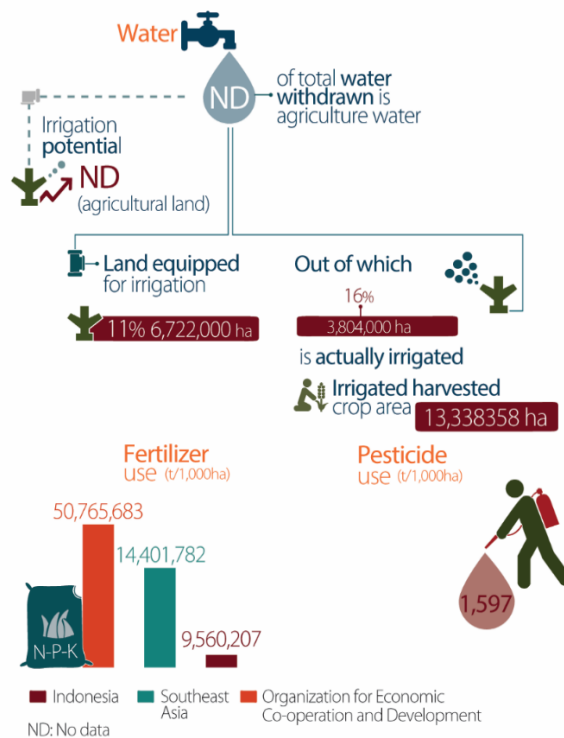 Water
ND
of total water
withdrawn is
agriculture water
Irrigation
potential
ND
(agricultural land)
Land equipped
for irrigation
11% 6,722,000 ha
Out of which
16%
3,804,000 ha
is actually irrigated
Irrigated harvested
crop area
13,338358 ha
Fertilizer
use (t/1,000ha)
50,765,683
14,401,782
9,560,207
N-P-K
Pesticide
use (t/1,000ha)
1,597
Indonesia
Southeast
Asia
Organization for Economic
Co-operation and Development
ND: No data